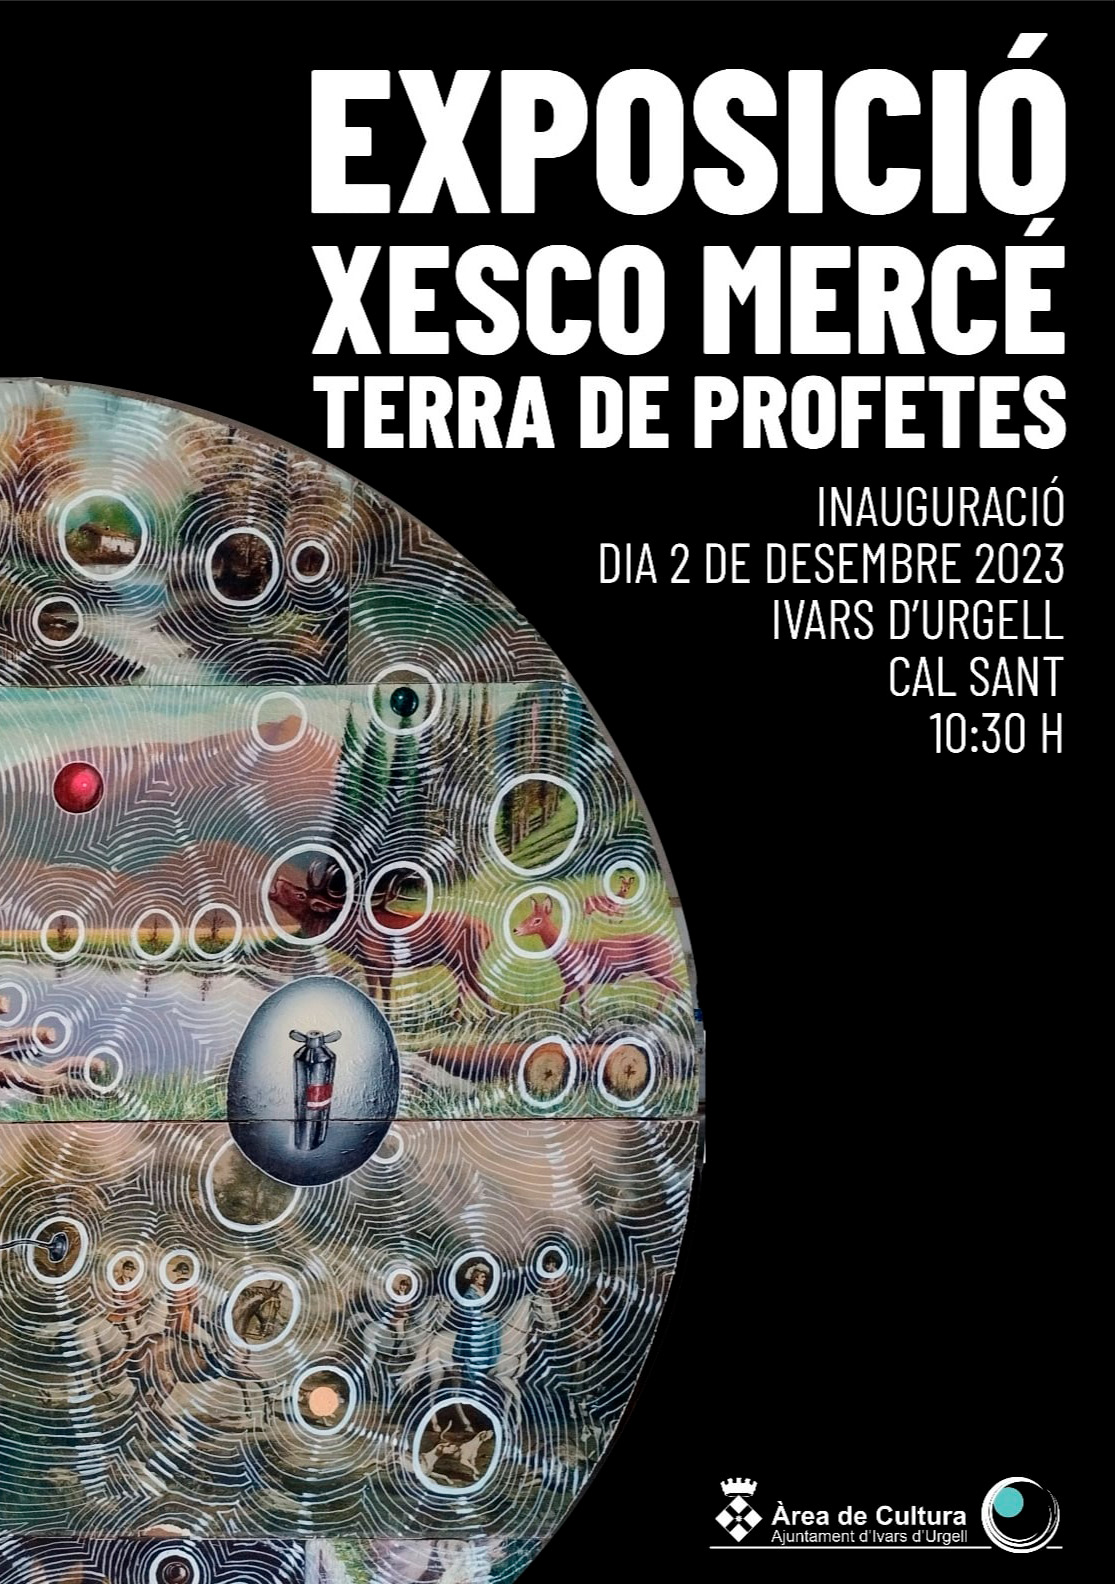 EXPOSICIÓ
XESCO MERCÉ
TERRA DE PROFETES
INAUGURACIÓ
DIA 2 DE DESEMBRE 2023
IVARS D'URGELL
CAL SANT
10:30 H
Àrea de Cultura
Ajuntament d'Ivars d'Urgell